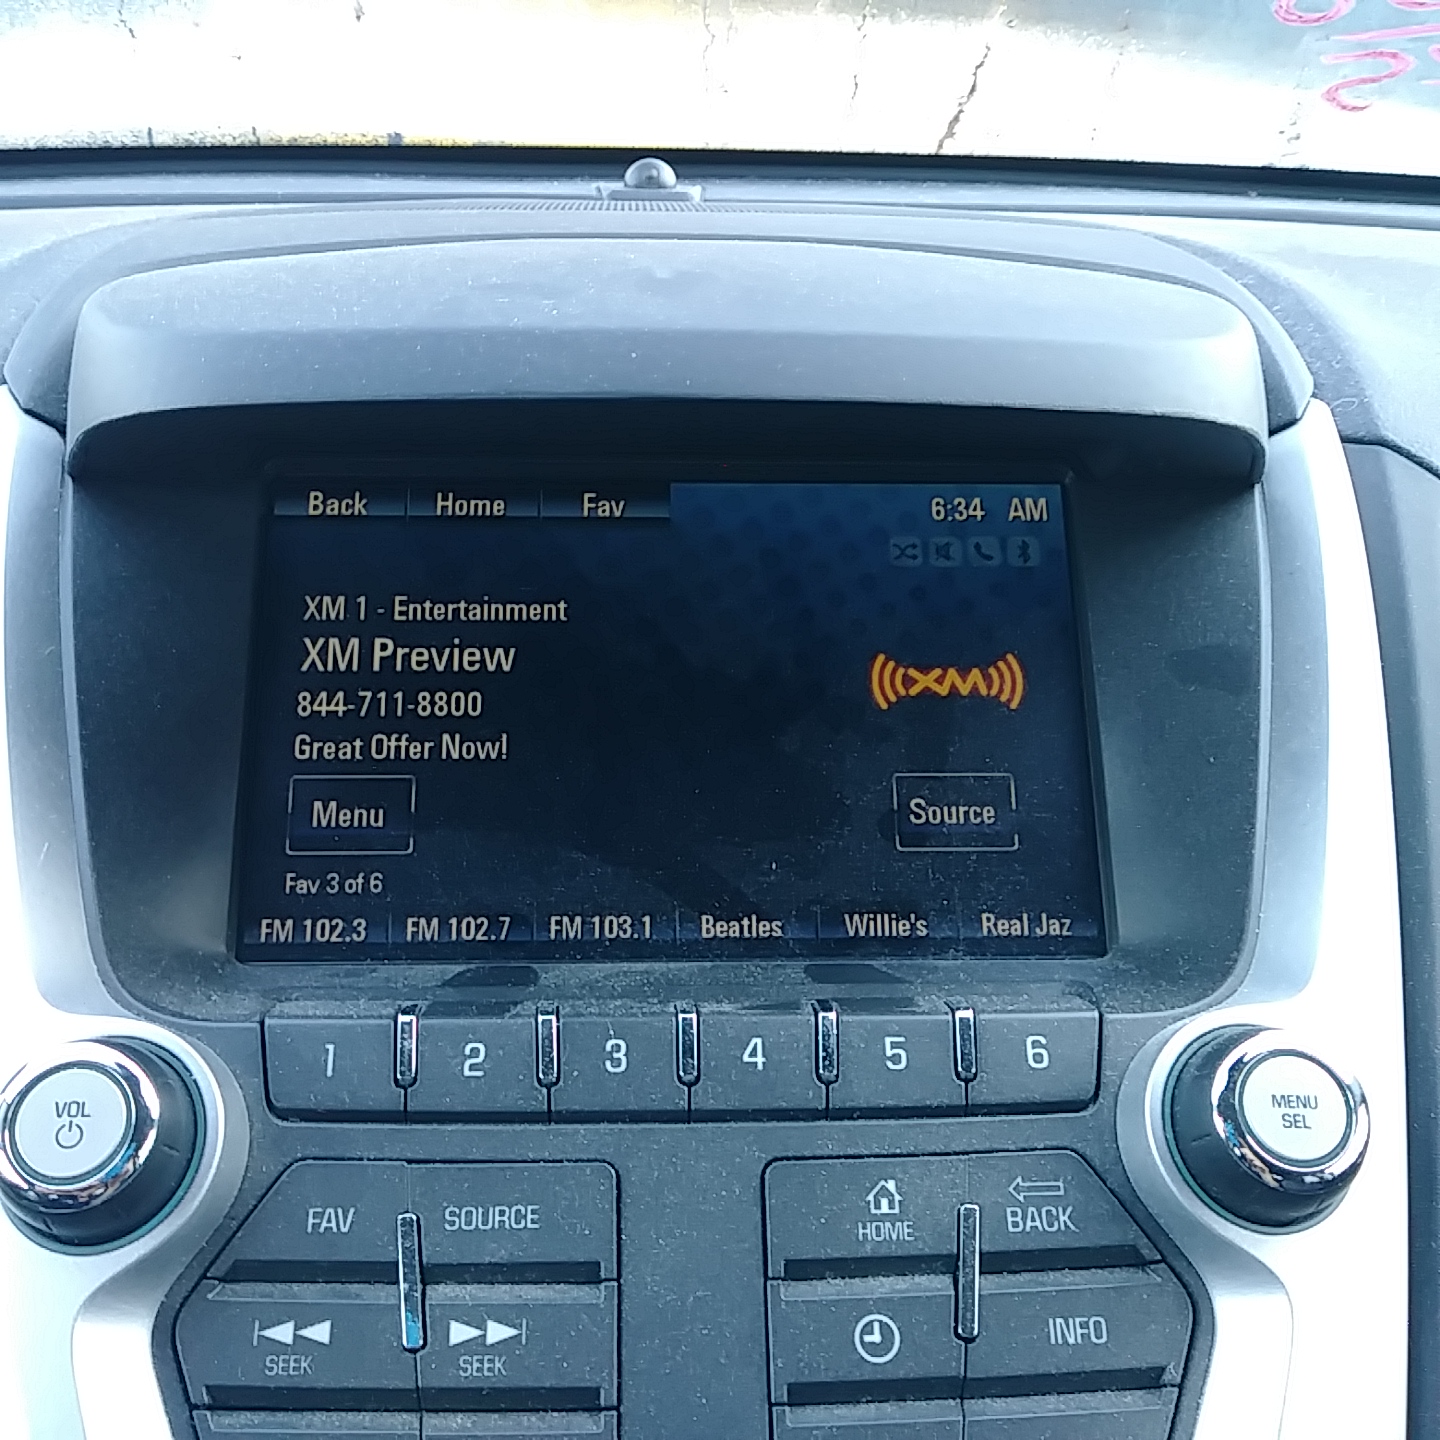 Back Home Fav 6:34 AM
XM 1 - Entertainment
XM Preview
844-711-8800
Great Offer Now!
XM
Menu Source
Fav 3 of 6
FM 102.3 FM 102.7 FM 103.1 Beatles Willie's Real Jaz
1 2 3 4 5 6
VOL
MENU
SEL
FAV SOURCE
HOME BACK
SEEK SEEK
INFO